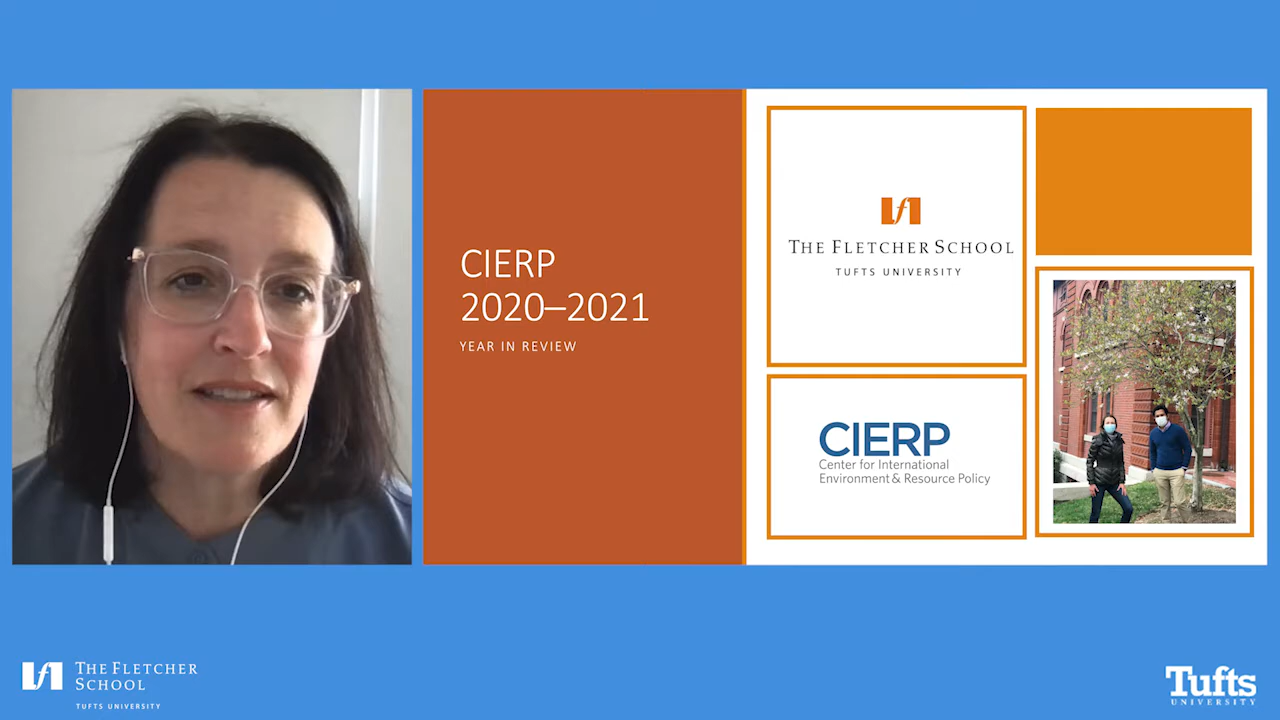 CIERP
2020–2021
YEAR IN REVIEW
THE FLETCHER SCHOOL
TUFTS UNIVERSITY
CIERP
Center for International
Environment & Resource Policy
THE FLETCHER
SCHOOL
TUFTS UNIVERSITY
Tufts
UNIVERSITY